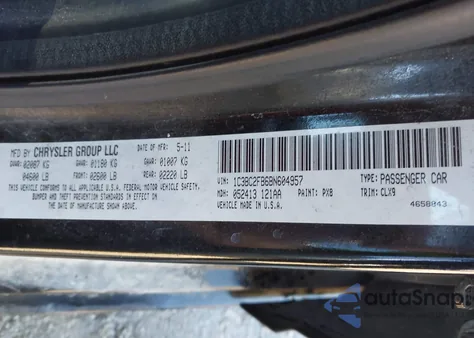 MFD BY CHRYSLER GROUP LLC DATE OF MFR: 5-11
GVWR: 02087 KG GAWR: 01180 KG GAWR: 01007 KG
04600 LB FRONT: 02600 LB REAR: 02220 LB
THIS VEHICLE CONFORMS TO ALL APPLICABLE U.S.A. FEDERAL MOTOR VEHICLE SAFETY,
BUMPER AND THEFT PREVENTION STANDARDS IN EFFECT ON
THE DATE OF MANUFACTURE SHOWN ABOVE.
VIN: 1C3BC2FB6BN604957 TYPE: PASSENGER CAR
MDH: 052413 121AA PAINT: PX8 TRIM: CLX9
VEHICLE MADE IN U.S.A. 4658843
autoSnap